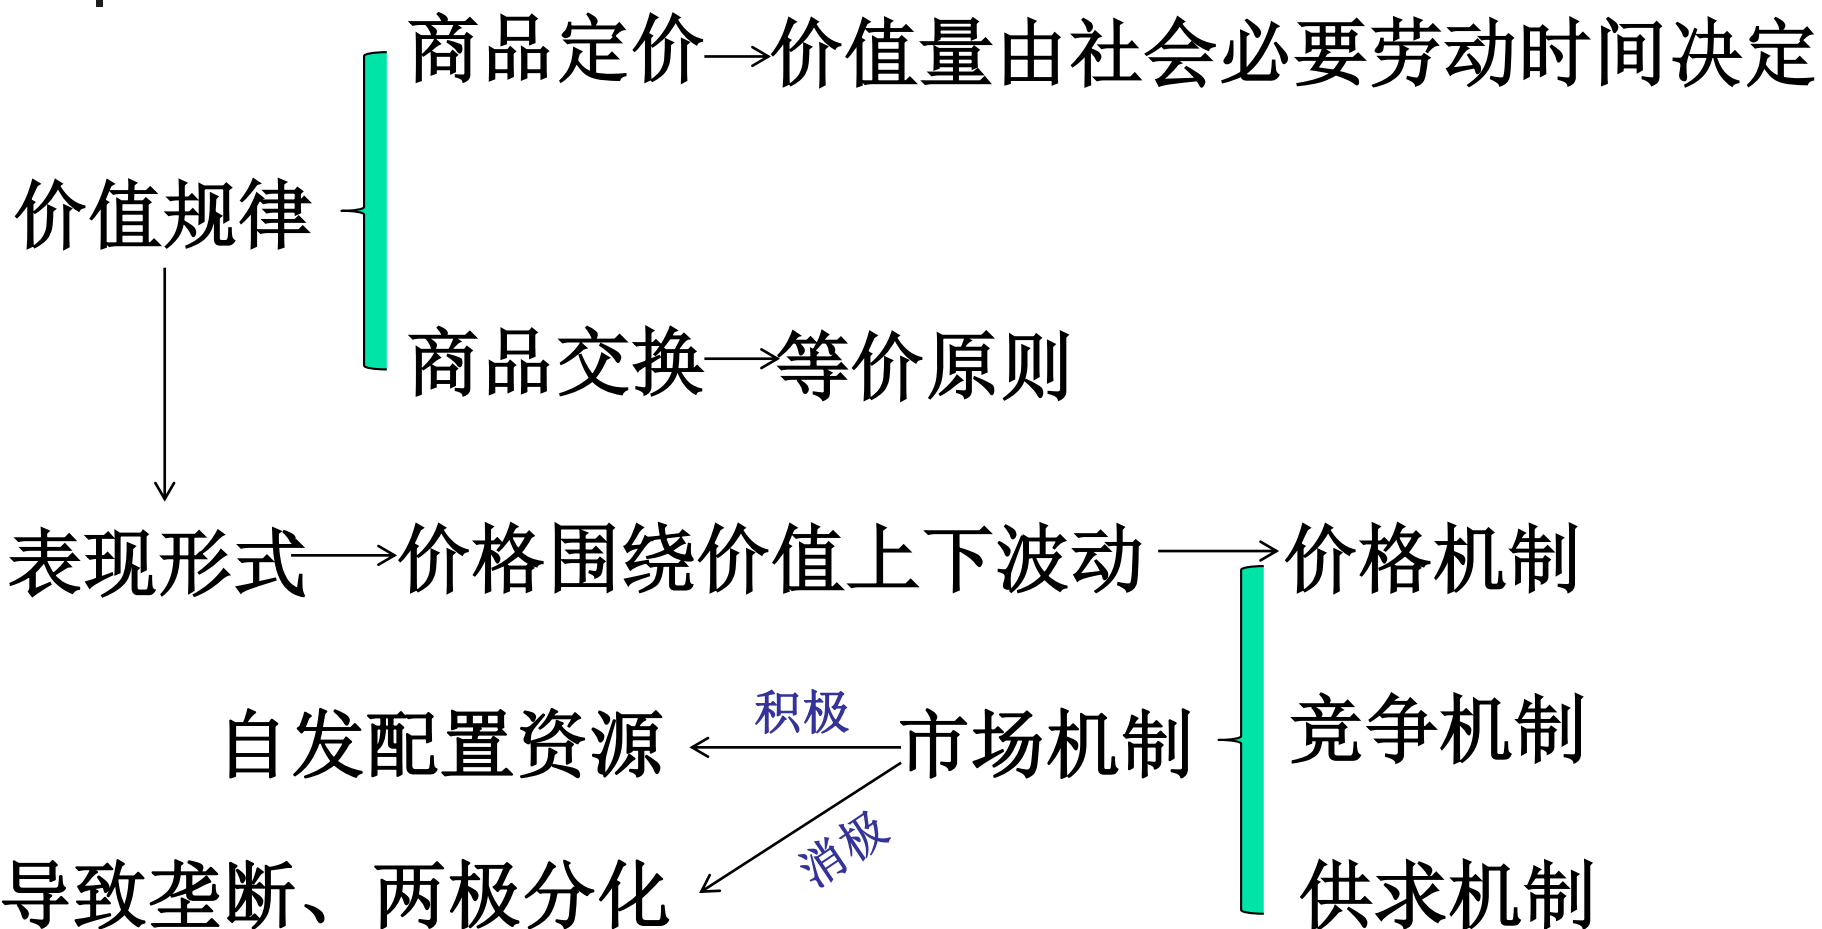 商品定价 价值量由社会必要劳动时间决定
价值规律
商品交换 等价原则
表现形式 价格围绕价值上下波动 价格机制
自发配置资源 积极 市场机制 竞争机制
消极
导致垄断、两极分化 供求机制